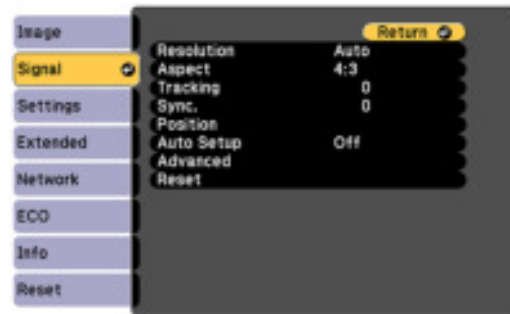 Image
Signal
Settings
Extended
Network
ECO
Info
Reset
Return
Resolution Auto
Aspect 4:3
Tracking 0
Sync. 0
Position
Auto Setup Off
Advanced
Reset